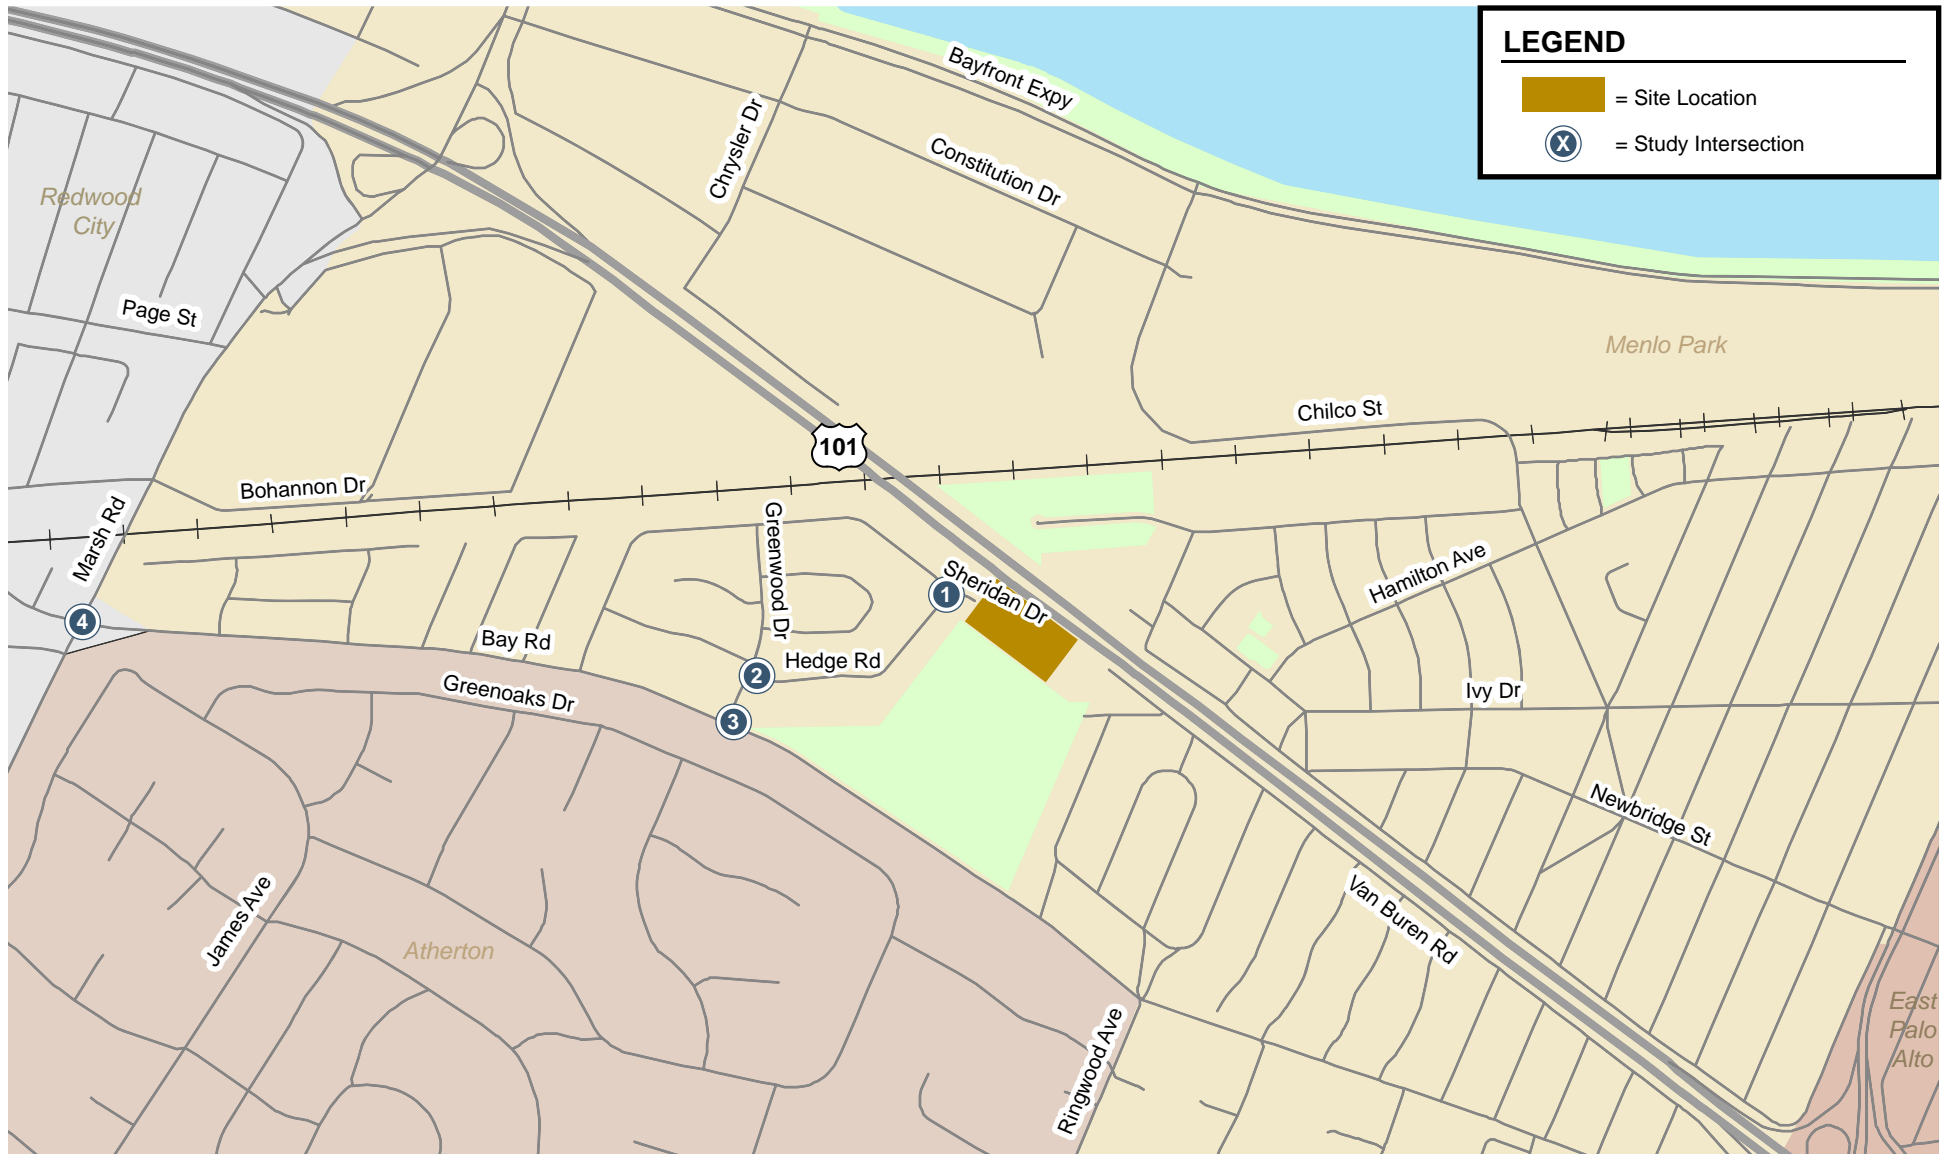 LEGEND
= Site Location
X
= Study Intersection
Bayfront Expy
Chrysler Dr
Constitution Dr
Redwood
City
Page St
Menlo Park
Chilco St
101
Bohannon Dr
Marsh Rd
Greenwood Dr
Sheridan Dr
Hamilton Ave
1
4
Bay Rd
Hedge Rd
2
Greenoaks Dr
Ivy Dr
3
Newbridge St
James Ave
Van Buren Rd
Atherton
East
Palo
Alto
Ringwood Ave